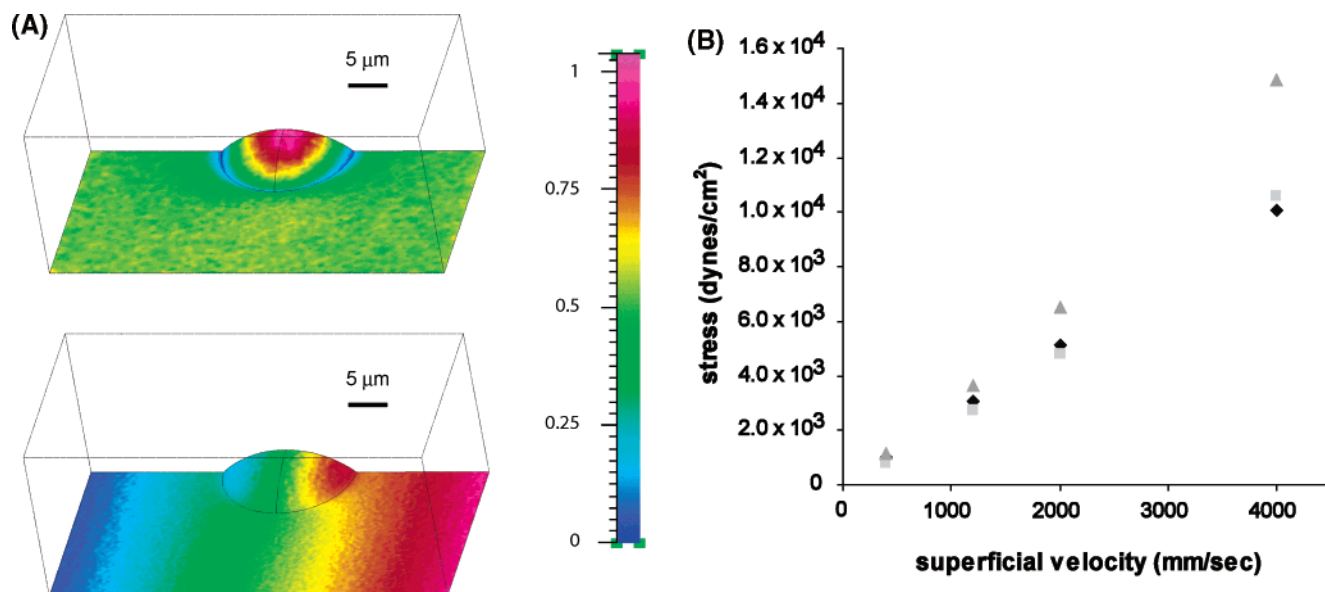 (A)
5 μm
5 μm
1
0.75
0.5
0.25
0
(B)
stress (dynes/cm²)
1.6 x 10⁴
1.4 x 10⁴
1.2 x 10⁴
1.0 x 10⁴
8.0 x 10³
6.0 x 10³
4.0 x 10³
2.0 x 10³
0
0 1000 2000 3000 4000
superficial velocity (mm/sec)